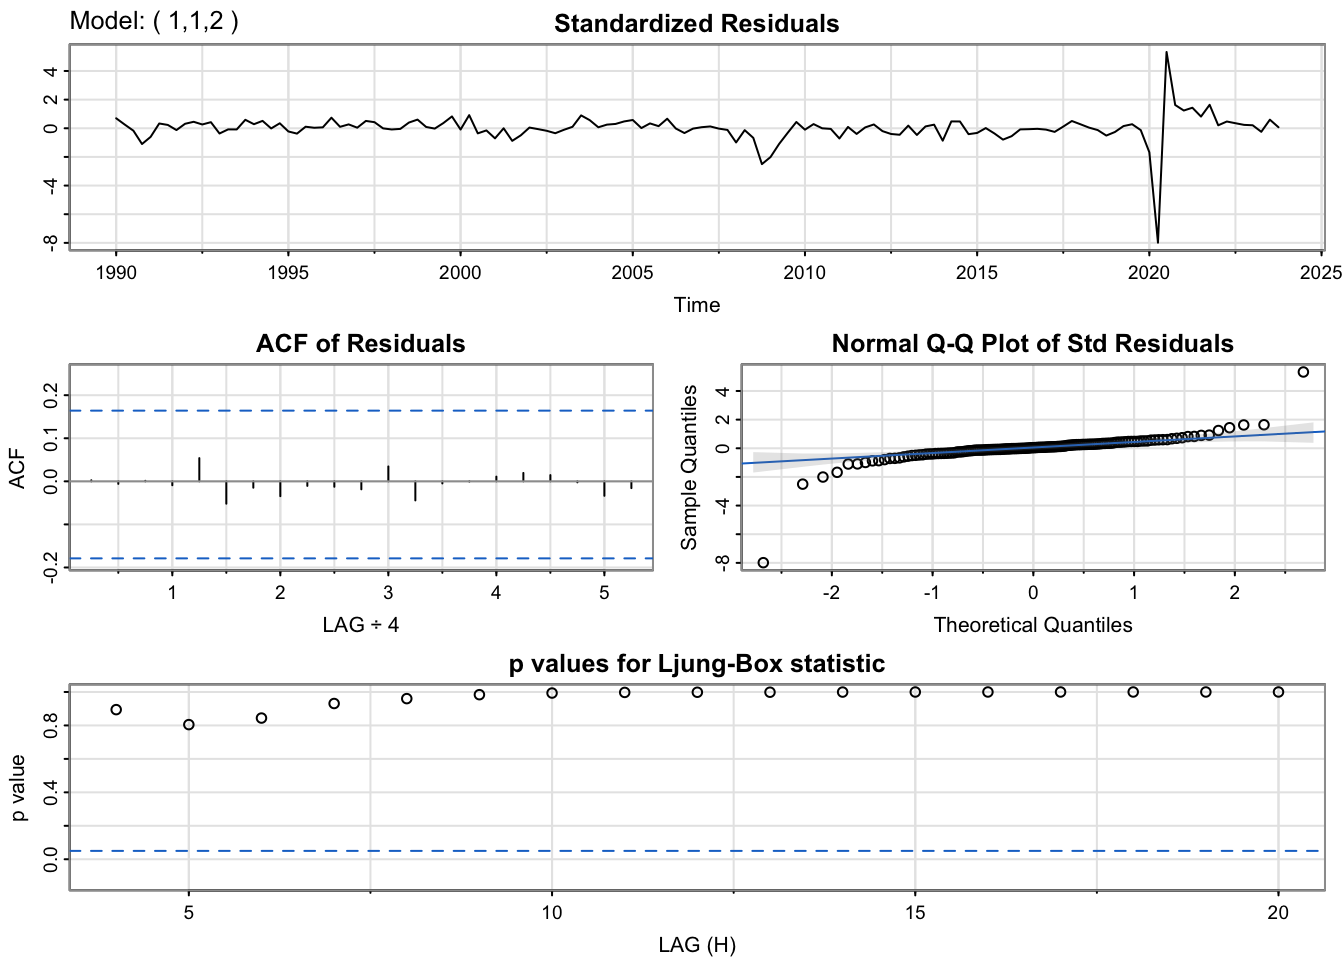 Model: ( 1,1,2 )
Standardized Residuals
4
2
0
-4
-8
1990 1995 2000 2005 2010 2015 2020 2025
Time
ACF of Residuals
ACF
0.2
0.1
0.0
-0.2
1 2 3 4 5
LAG ÷ 4
Normal Q-Q Plot of Std Residuals
Sample Quantiles
4
2
0
-4
-8
-2 -1 0 1 2
Theoretical Quantiles
p values for Ljung-Box statistic
p value
0.8
0.4
0.0
5 10 15 20
LAG (H)